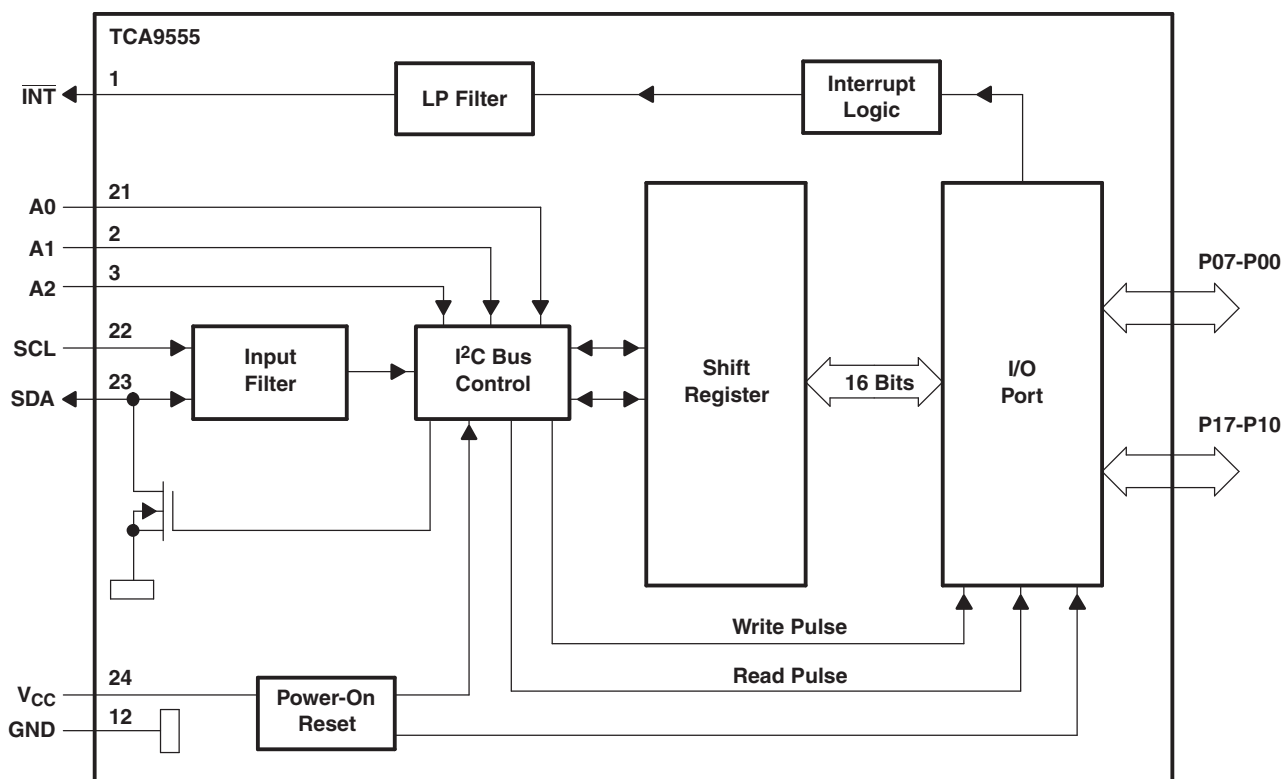 TCA9555
1
INT
LP Filter
Interrupt
Logic
21
A0
2
A1
3
A2
P07-P00
22
SCL
Input
Filter
I²C Bus
Control
Shift
Register
16 Bits
I/O
Port
23
SDA
P17-P10
Write Pulse
Read Pulse
24
VCC
Power-On
Reset
12
GND